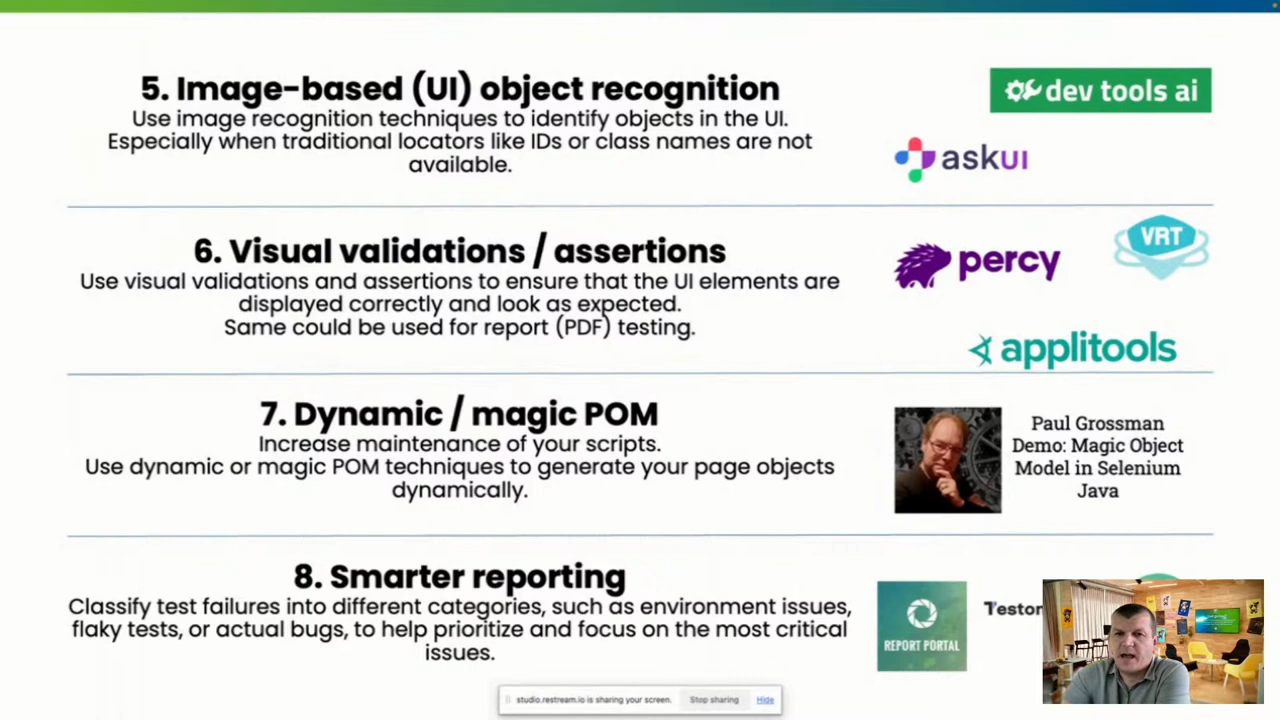 5. Image-based (UI) object recognition
Use image recognition techniques to identify objects in the UI.
Especially when traditional locators like IDs or class names are not
available.
dev tools ai
askUI
6. Visual validations / assertions
Use visual validations and assertions to ensure that the UI elements are
displayed correctly and look as expected.
Same could be used for report (PDF) testing.
percy
VRT
applitools
7. Dynamic / magic POM
Increase maintenance of your scripts.
Use dynamic or magic POM techniques to generate your page objects
dynamically.
Paul Grossman
Demo: Magic Object
Model in Selenium
Java
8. Smarter reporting
Classify test failures into different categories, such as environment issues,
flaky tests, or actual bugs, to help prioritize and focus on the most critical
issues.
REPORT PORTAL
studio.restream.io is sharing your screen.
Stop sharing
Hide